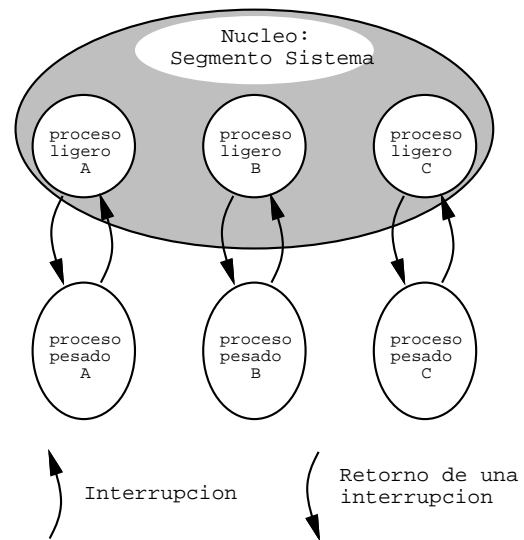 Nucleo:
Segmento Sistema
proceso
ligero
A
proceso
ligero
B
proceso
ligero
C
proceso
pesado
A
proceso
pesado
B
proceso
pesado
C
Interrupcion
Retorno de una
interrupcion